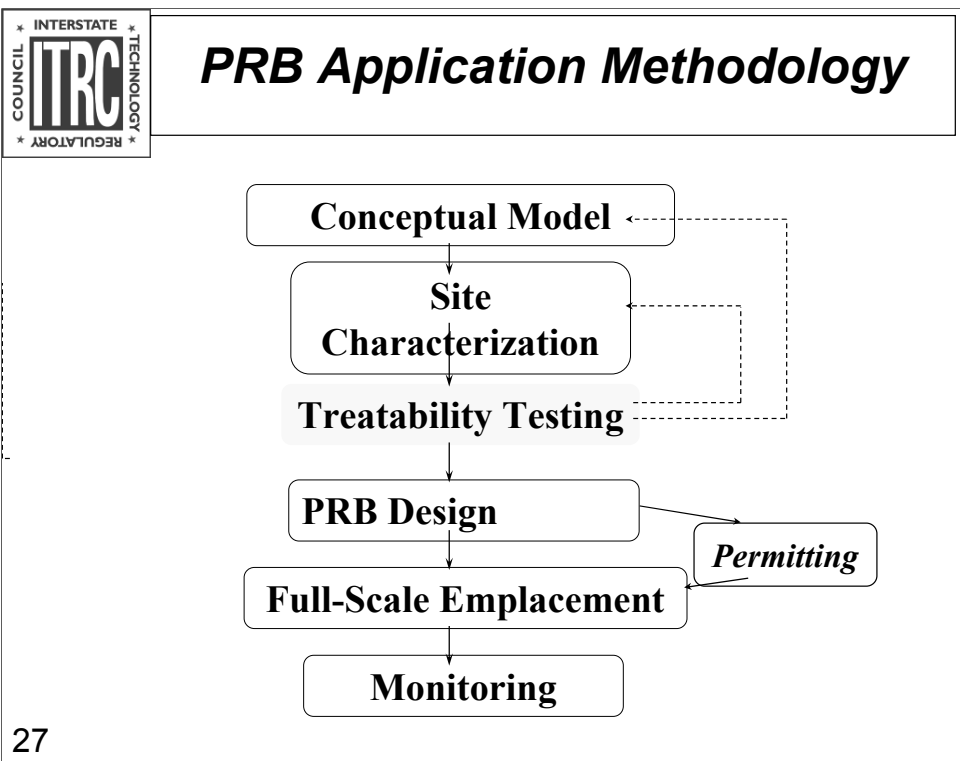 INTERSTATE
TECHNOLOGY
REGULATORY
COUNCIL
ITRC
PRB Application Methodology
Conceptual Model
Site
Characterization
Treatability Testing
PRB Design
Permitting
Full-Scale Emplacement
Monitoring
27